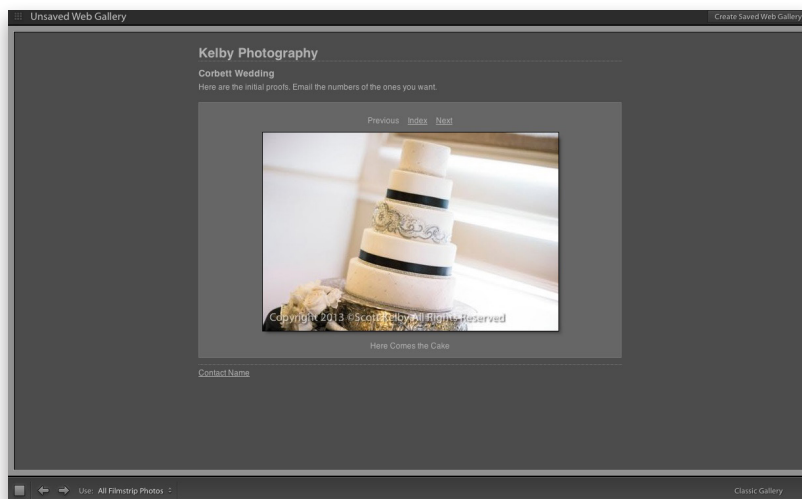 Unsaved Web Gallery
Create Saved Web Gallery
Kelby Photography
Corbett Wedding
Here are the initial proofs. Email the numbers of the ones you want.
Previous Index Next
Copyright 2013 ©Scott Kelby All Rights Reserved
Here Comes the Cake
Contact Name
Use: All Filmstrip Photos
Classic Gallery